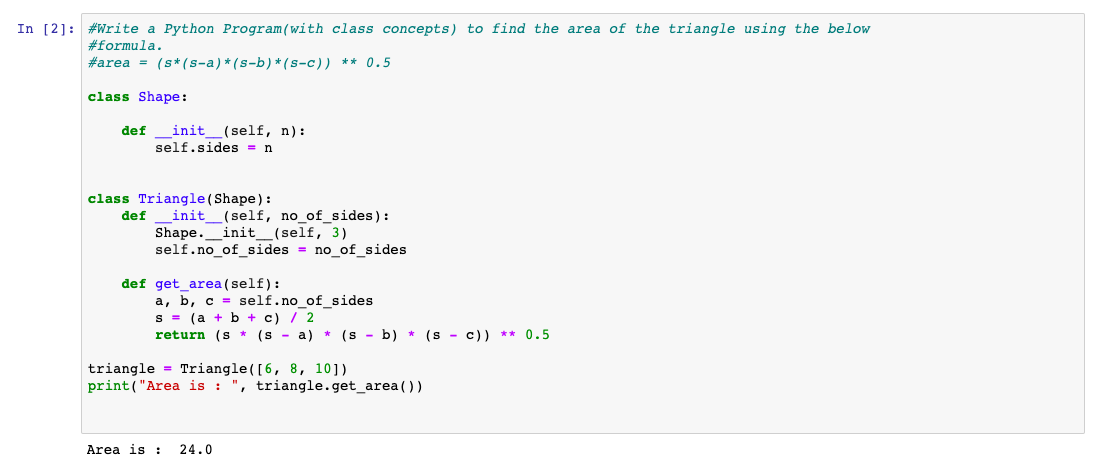 In [2]: #Write a Python Program(with class concepts) to find the area of the triangle using the below
#formula.
#area = (s*(s-a)*(s-b)*(s-c)) ** 0.5
class Shape:
    def __init__(self, n):
        self.sides = n
class Triangle(Shape):
    def __init__(self, no_of_sides):
        Shape.__init__(self, 3)
        self.no_of_sides = no_of_sides
    def get_area(self):
        a, b, c = self.no_of_sides
        s = (a + b + c) / 2
        return (s * (s - a) * (s - b) * (s - c)) ** 0.5
triangle = Triangle([6, 8, 10])
print("Area is : ", triangle.get_area())
Area is :  24.0